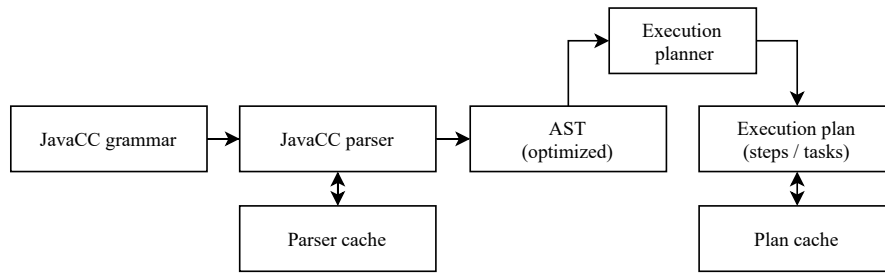 Execution
planner
JavaCC grammar
JavaCC parser
AST
(optimized)
Execution plan
(steps / tasks)
Parser cache
Plan cache